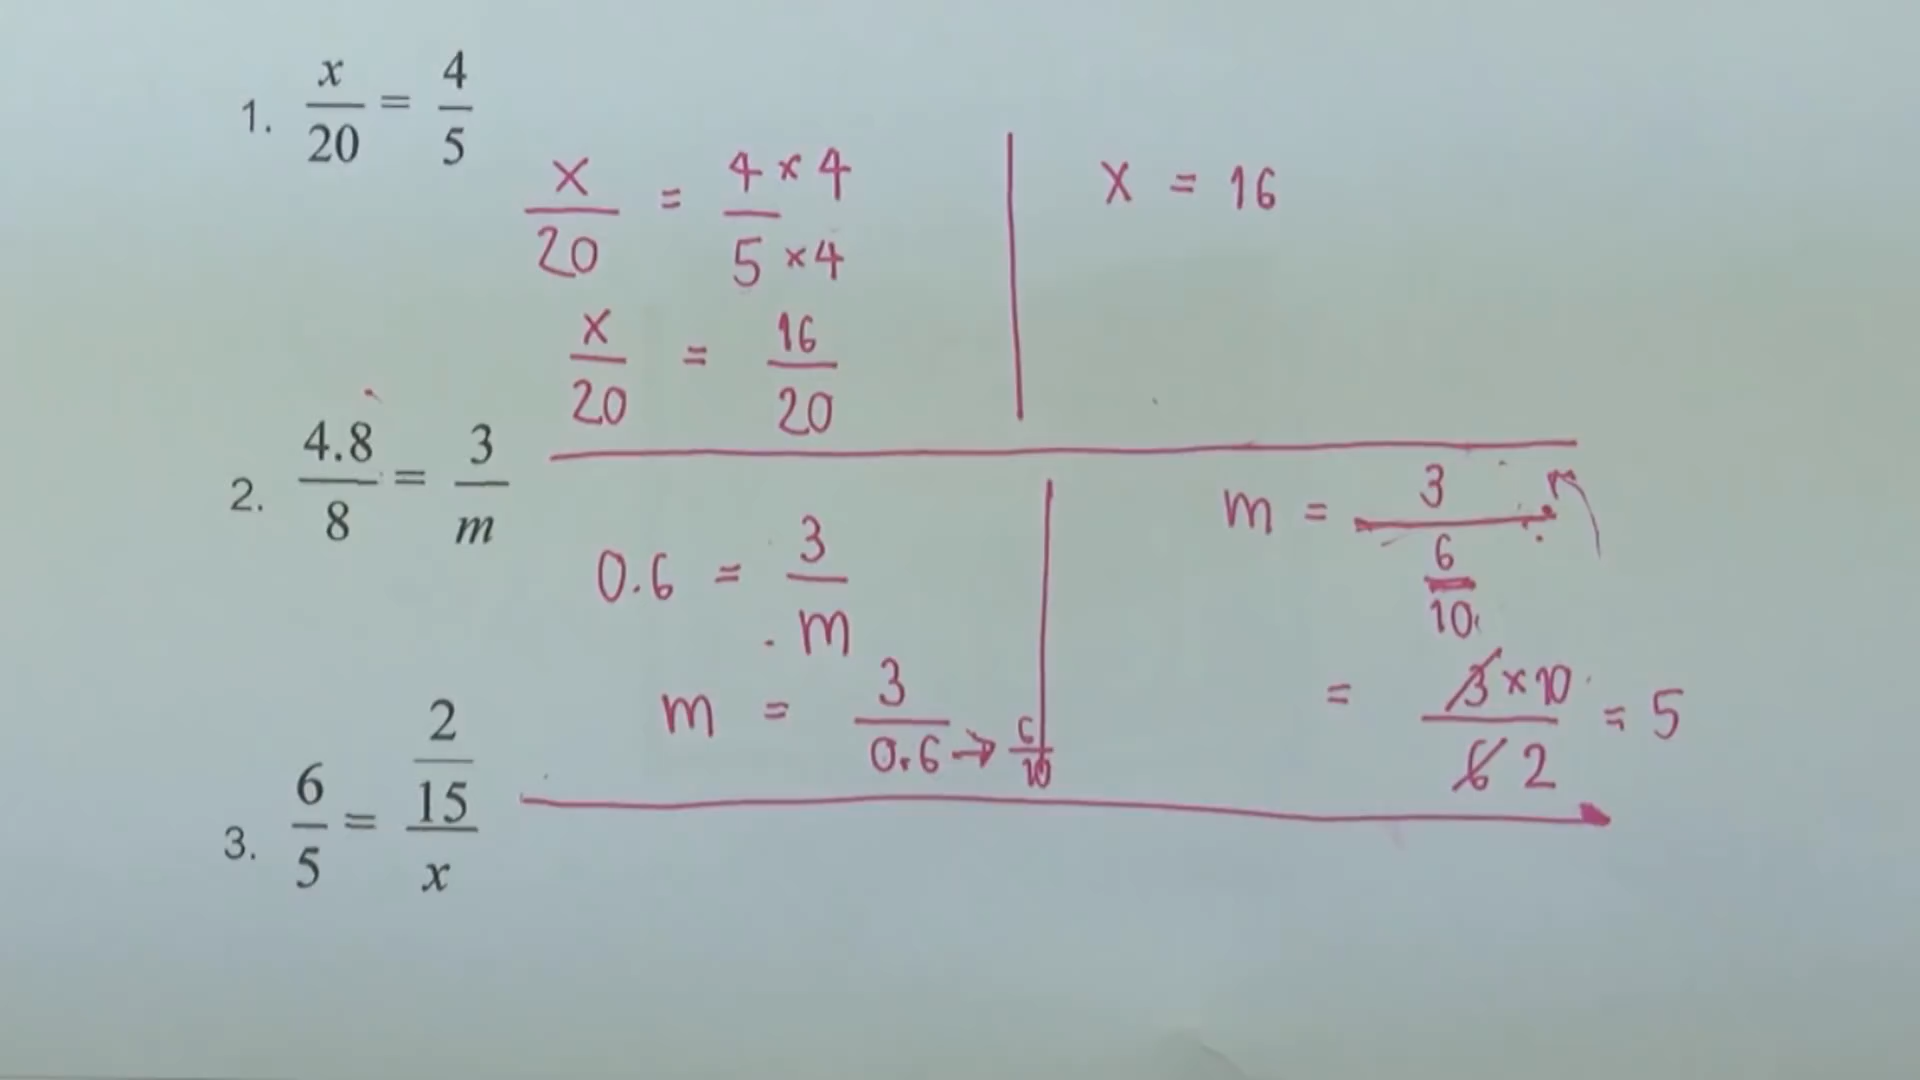 1. x/20 = 4/5
x/20 = 4 × 4/5 × 4
x = 16
x/20 = 16/20
2. 4.8/8 = 3/m
0.6 = 3/m
m = 3/0.6 → 6/10
m = 3/(6/10)
= 3 × 10/6 2 = 5
3. 6/5 = (2/15)/x